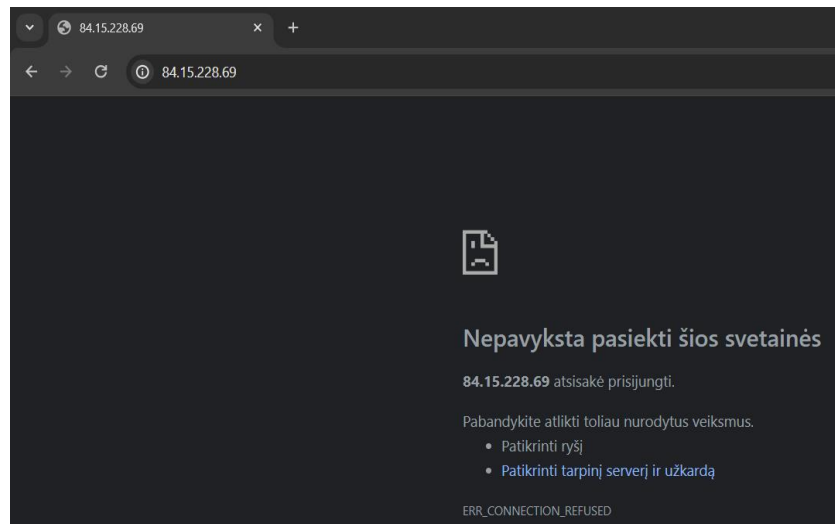 84.15.228.69
84.15.228.69
Nepavyksta pasiekti šios svetainės
84.15.228.69 atsisakė prisijungti.
Pabandykite atlikti toliau nurodytus veiksmus.
Patikrinti ryšį
Patikrinti tarpinį serverį ir užkardą
ERR_CONNECTION_REFUSED